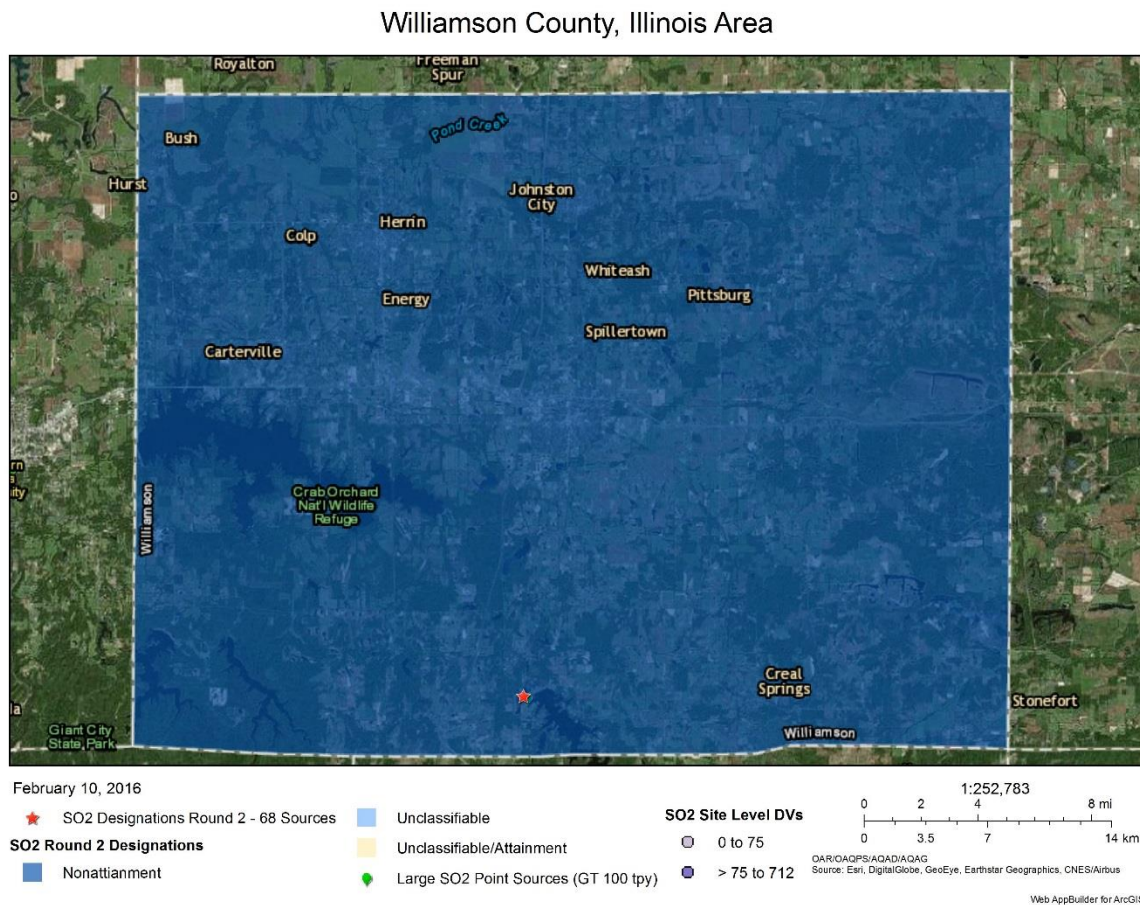 Williamson County, Illinois Area
Royalton
Freeman
Spur
Bush
Pond Creek
Hurst
Johnston
City
o
Herrin
Colp
Whiteash
Pittsburg
Energy
Spillertown
Carterville
rn
s
ity
Crab Orchard
Nat'l Wildlife
Refuge
Williamson
Creal
Springs
Stonefort
la
Giant City
State Park
Williamson
February 10, 2016
SO2 Designations Round 2 - 68 Sources
SO2 Round 2 Designations
Nonattianment
Unclassifiable
Unclassifiable/Attainment
Large SO2 Point Sources (GT 100 tpy)
SO2 Site Level DVs
0 to 75
> 75 to 712
1:252,783
0 2 4 8 mi
0 3.5 7 14 km
OAR/OAQPS/AQAD/AQAG
Source: Esri, DigitalGlobe, GeoEye, Earthstar Geographics, CNES/Airbus
Web AppBuilder for ArcGIS